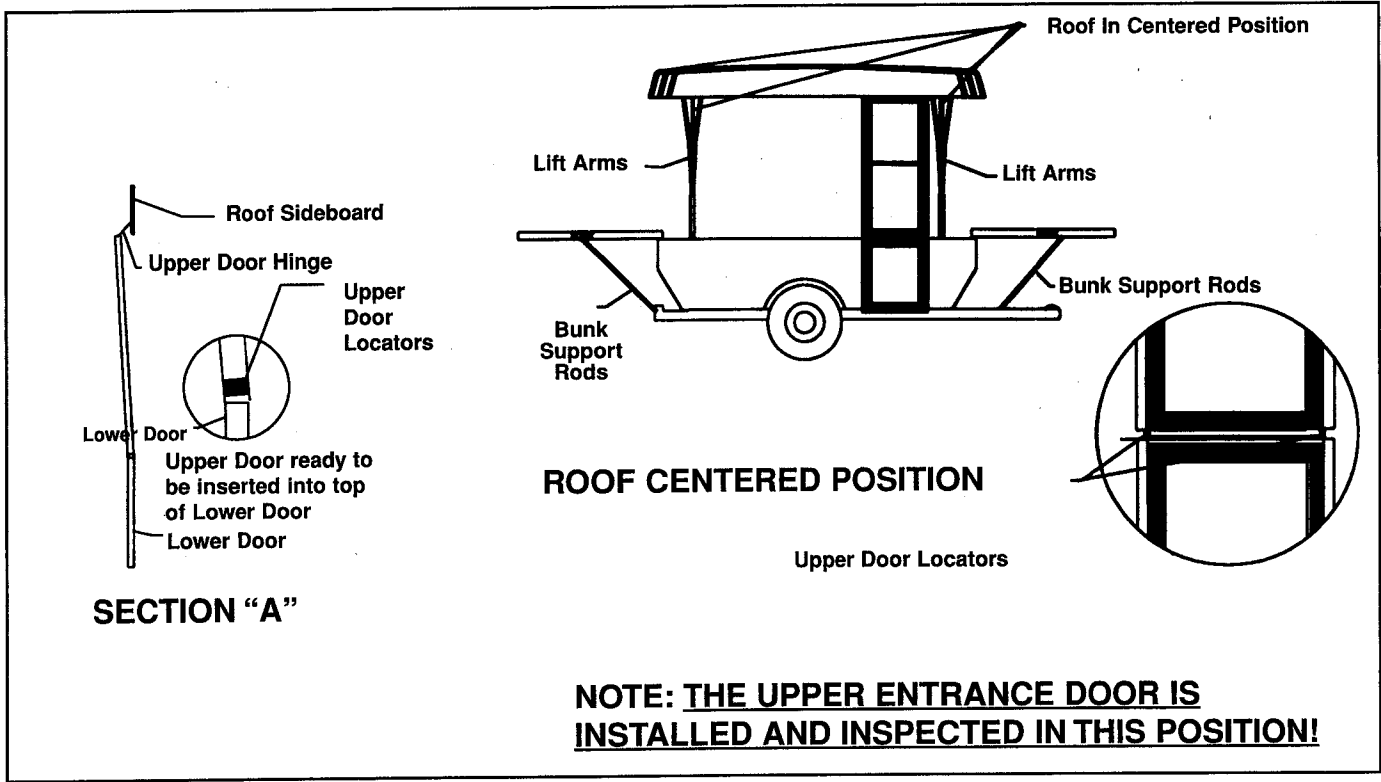 Roof In Centered Position
Lift Arms
Lift Arms
Roof Sideboard
Upper Door Hinge
Upper
Door
Locators
Bunk Support Rods
Bunk
Support
Rods
Lower Door
Upper Door ready to
be inserted into top
of Lower Door
Lower Door
ROOF CENTERED POSITION
Upper Door Locators
SECTION “A”
NOTE: THE UPPER ENTRANCE DOOR IS
INSTALLED AND INSPECTED IN THIS POSITION!